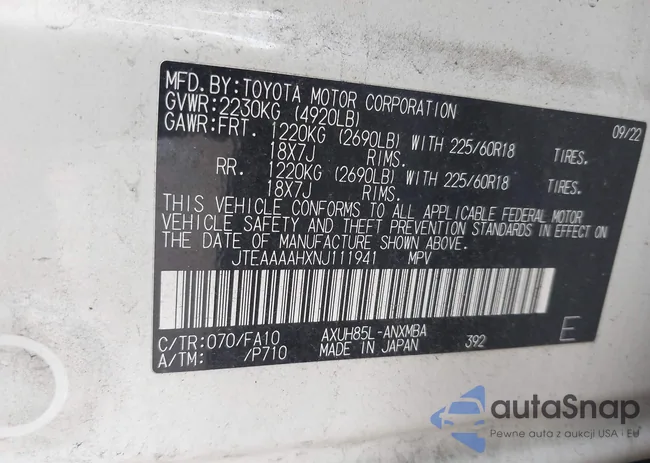 MFD.BY:TOYOTA MOTOR CORPORATION 09/22
GVWR:2230KG (4920LB)
GAWR:FRT. 1220KG (2690LB) WITH 225/60R18 TIRES.
18X7J RIMS.
RR. 1220KG (2690LB) WITH 225/60R18 TIRES.
18X7J RIMS.
THIS VEHICLE CONFORMS TO ALL APPLICABLE FEDERAL MOTOR
VEHICLE SAFETY AND THEFT PREVENTION STANDARDS IN EFFECT ON
THE DATE OF MANUFACTURE SHOWN ABOVE.
JTEAAAAHXNJ111941 MPV
C/TR:070/FA10 AXUH85L-ANXMBA 392 E
A/TM: /P710 MADE IN JAPAN
autoSnap
Pewne auta z aukcji USA · EU